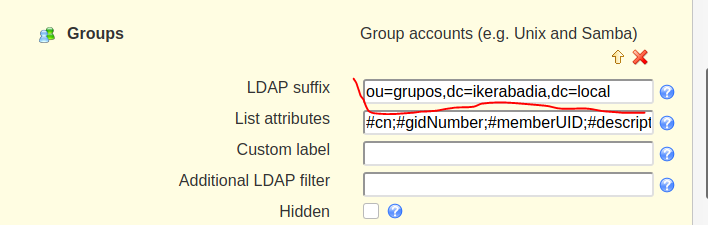 Groups
Group accounts (e.g. Unix and Samba)
LDAP suffix
ou=grupos,dc=ikerabadia,dc=local
List attributes
#cn;#gidNumber;#memberUID;#descript
Custom label
Additional LDAP filter
Hidden